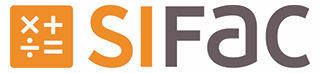 ×+
÷=
SIFac